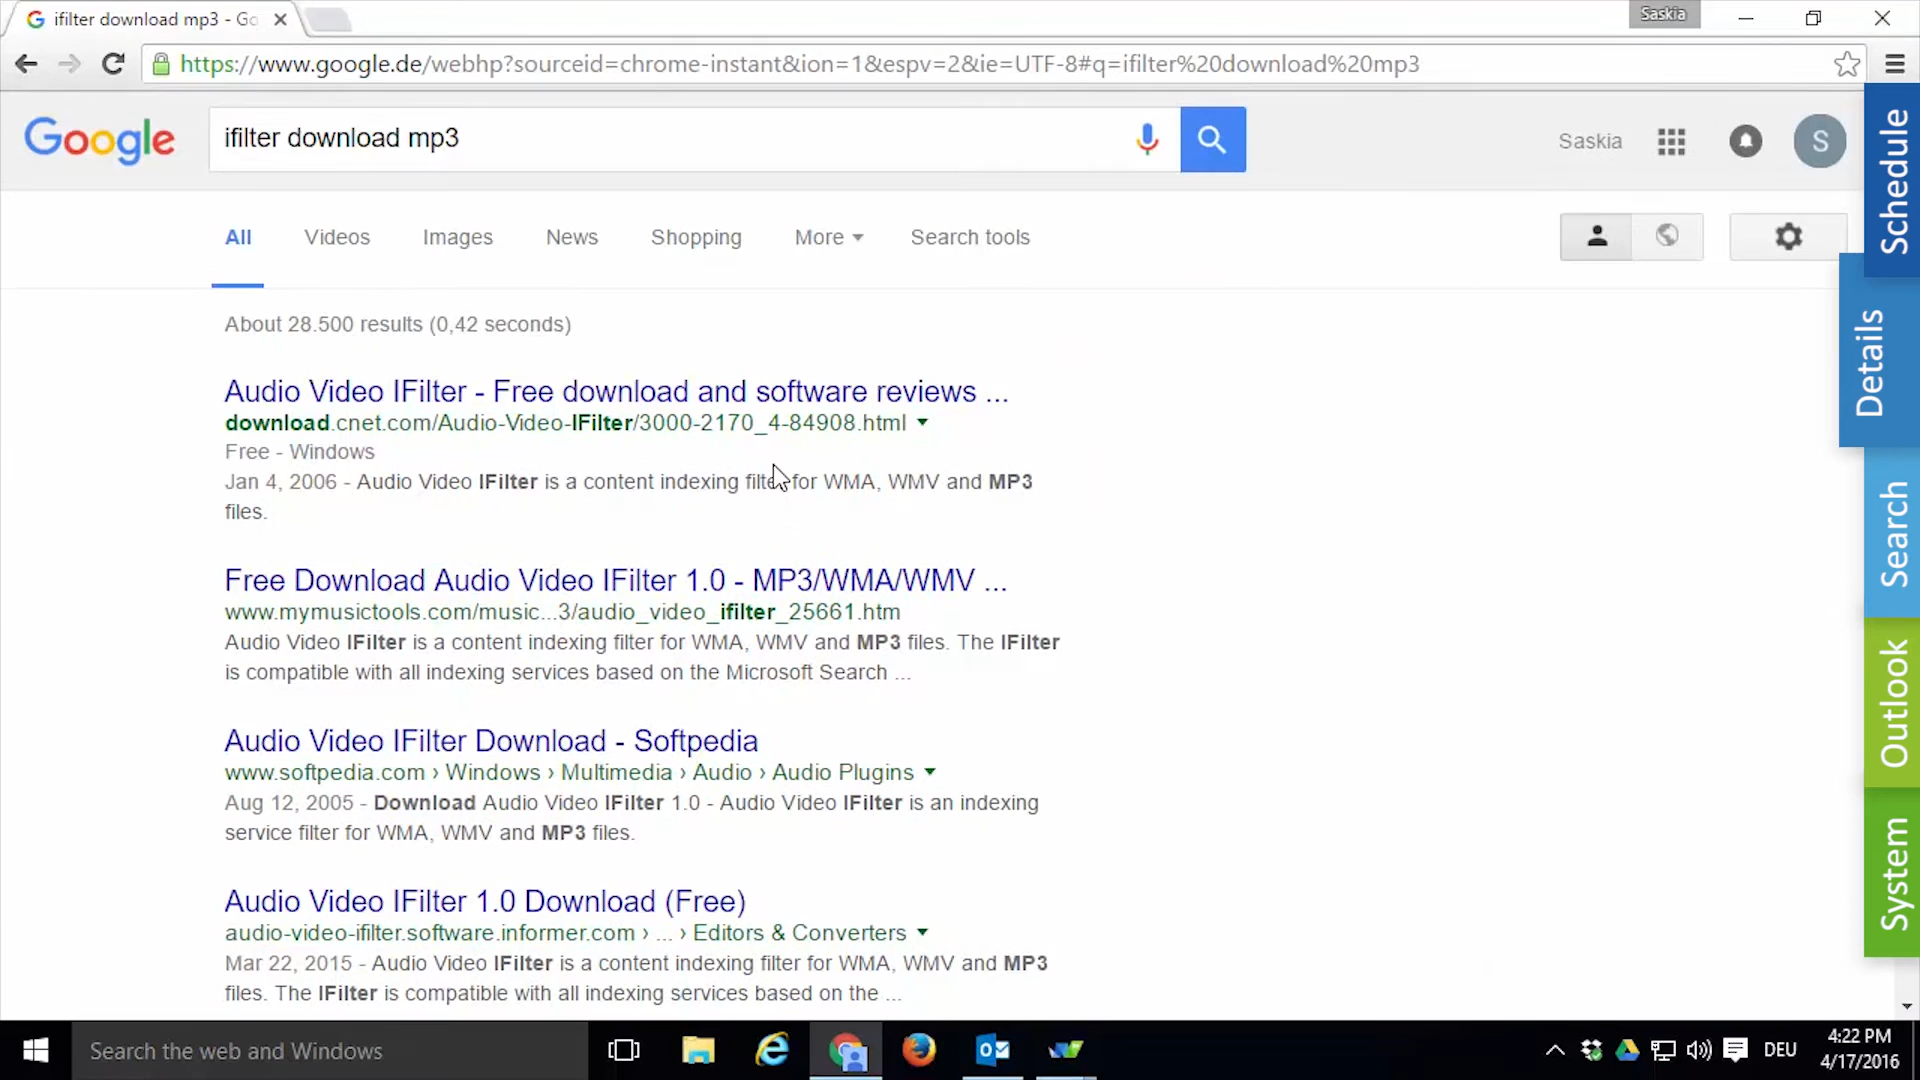 ifilter download mp3 - Go
Saskia
https://www.google.de/webhp?sourceid=chrome-instant&ion=1&espv=2&ie=UTF-8#q=ifilter%20download%20mp3
Google
ifilter download mp3
Saskia
S
All
Videos
Images
News
Shopping
More
Search tools
About 28.500 results (0,42 seconds)
Audio Video IFilter - Free download and software reviews ...
download.cnet.com/Audio-Video-IFilter/3000-2170_4-84908.html
Free - Windows
Jan 4, 2006 - Audio Video IFilter is a content indexing filter for WMA, WMV and MP3
files.
Free Download Audio Video IFilter 1.0 - MP3/WMA/WMV ...
www.mymusictools.com/music...3/audio_video_ifilter_25661.htm
Audio Video IFilter is a content indexing filter for WMA, WMV and MP3 files. The IFilter
is compatible with all indexing services based on the Microsoft Search ...
Audio Video IFilter Download - Softpedia
www.softpedia.com › Windows › Multimedia › Audio › Audio Plugins
Aug 12, 2005 - Download Audio Video IFilter 1.0 - Audio Video IFilter is an indexing
service filter for WMA, WMV and MP3 files.
Audio Video IFilter 1.0 Download (Free)
audio-video-ifilter.software.informer.com › ... › Editors & Converters
Mar 22, 2015 - Audio Video IFilter is a content indexing filter for WMA, WMV and MP3
files. The IFilter is compatible with all indexing services based on the ...
Schedule
Details
Search
Outlook
System
Search the web and Windows
DEU
4:22 PM
4/17/2016